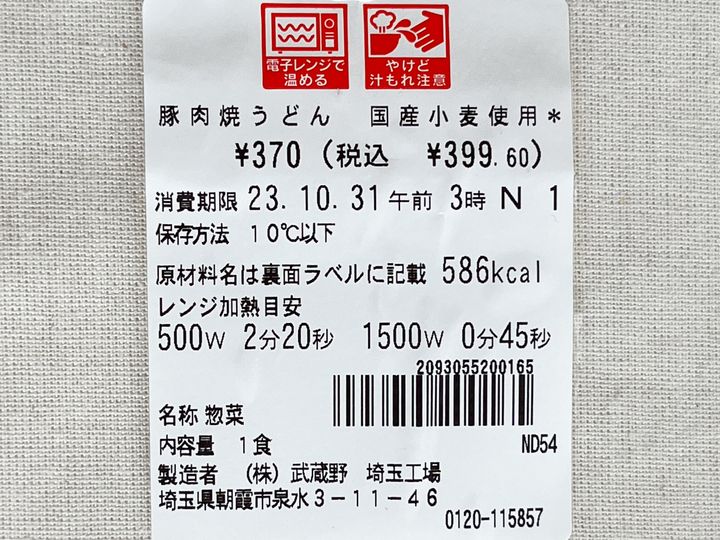 電子レンジで
温める
やけど
汁もれ注意
豚肉焼うどん 国産小麦使用*
¥370 (税込 ¥399.60)
消費期限 23.10.31午前 3時 N 1
保存方法 10℃以下
原材料名は裏面ラベルに記載 586kcal
レンジ加熱目安
500W 2分20秒 1500W 0分45秒
2093055200165
名称 惣菜
内容量 1食 ND54
製造者 (株) 武蔵野 埼玉工場
埼玉県朝霞市泉水3-11-46
0120-115857